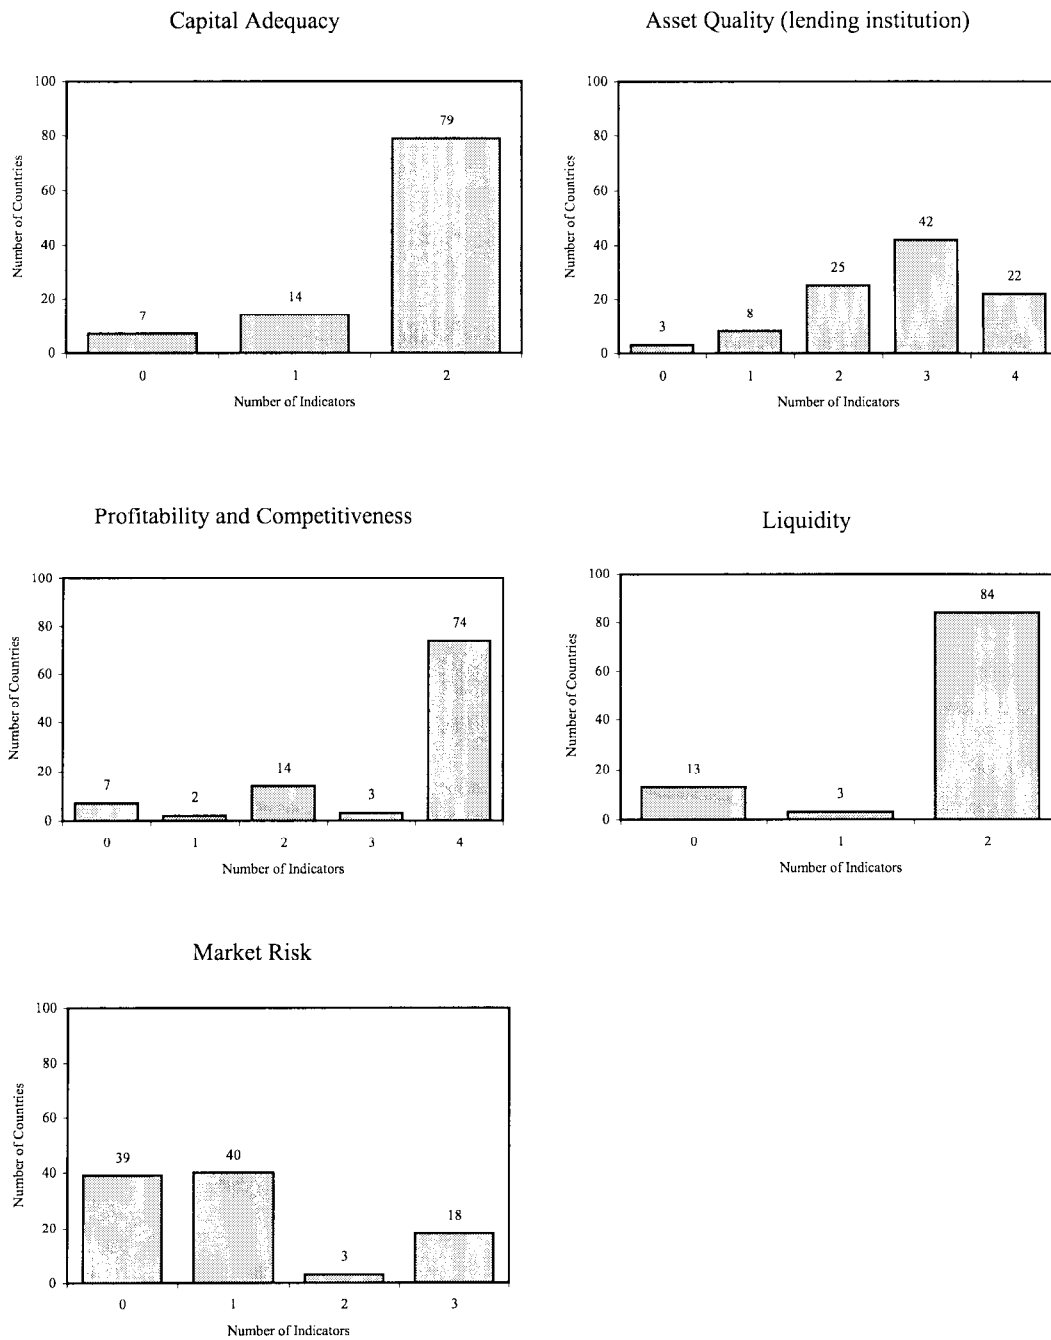 Capital Adequacy
100
80
60
40
20
0
Number of Countries
7
14
79
0 1 2
Number of Indicators
Asset Quality (lending institution)
100
80
60
40
20
0
Number of Countries
3
8
25
42
22
0 1 2 3 4
Number of Indicators
Profitability and Competitiveness
100
80
60
40
20
0
Number of Countries
7
2
14
3
74
0 1 2 3 4
Number of Indicators
Liquidity
100
80
60
40
20
0
Number of Countries
13
3
84
0 1 2
Number of Indicators
Market Risk
100
80
60
40
20
0
Number of Countries
39
40
3
18
0 1 2 3
Number of Indicators